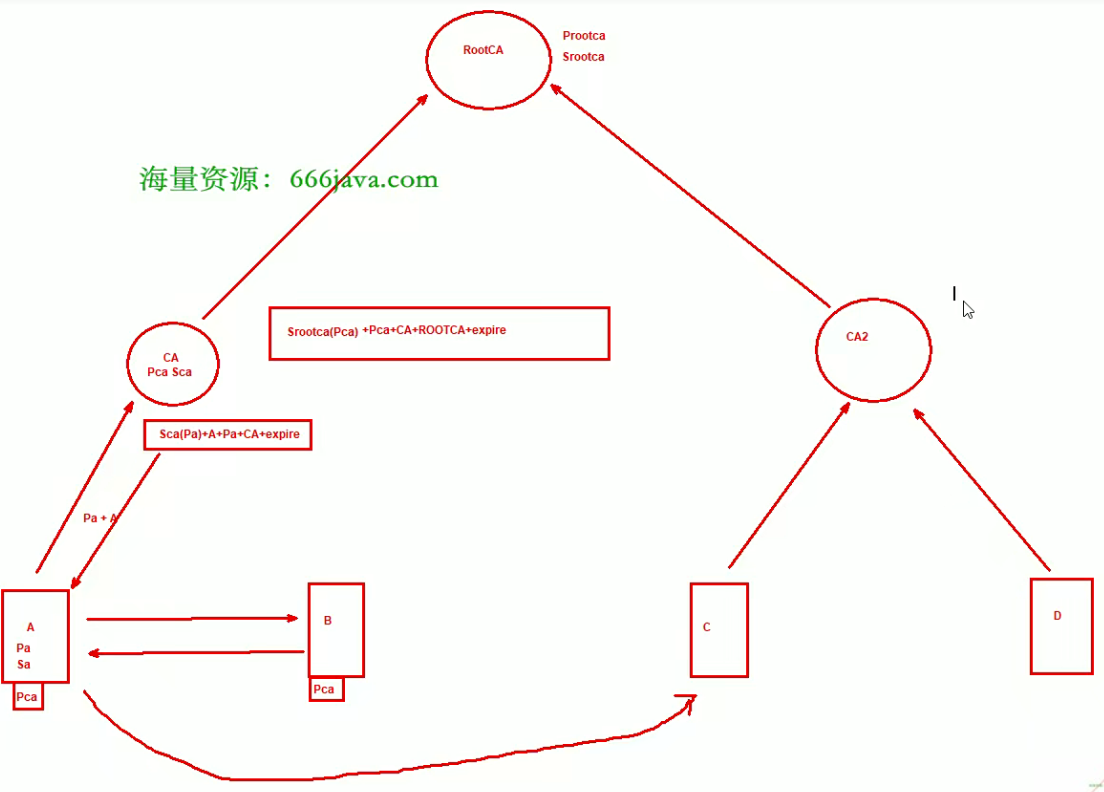 RootCA
Prootca
Srootca
海量资源：666java.com
Srootca(Pca) +Pca+CA+ROOTCA+expire
CA
Pca Sca
CA2
Sca(Pa)+A+Pa+CA+expire
Pa + A
A
Pa
Sa
Pca
B
Pca
C
D